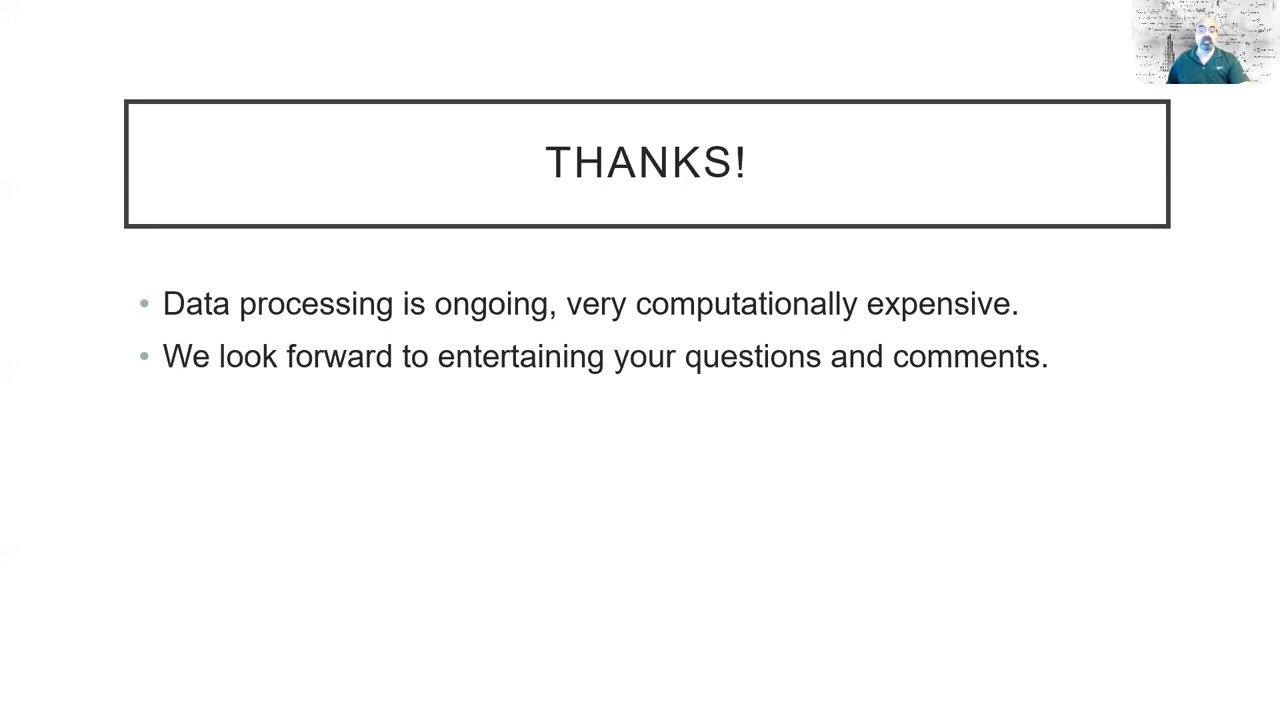 THANKS!
• Data processing is ongoing, very computationally expensive.
• We look forward to entertaining your questions and comments.